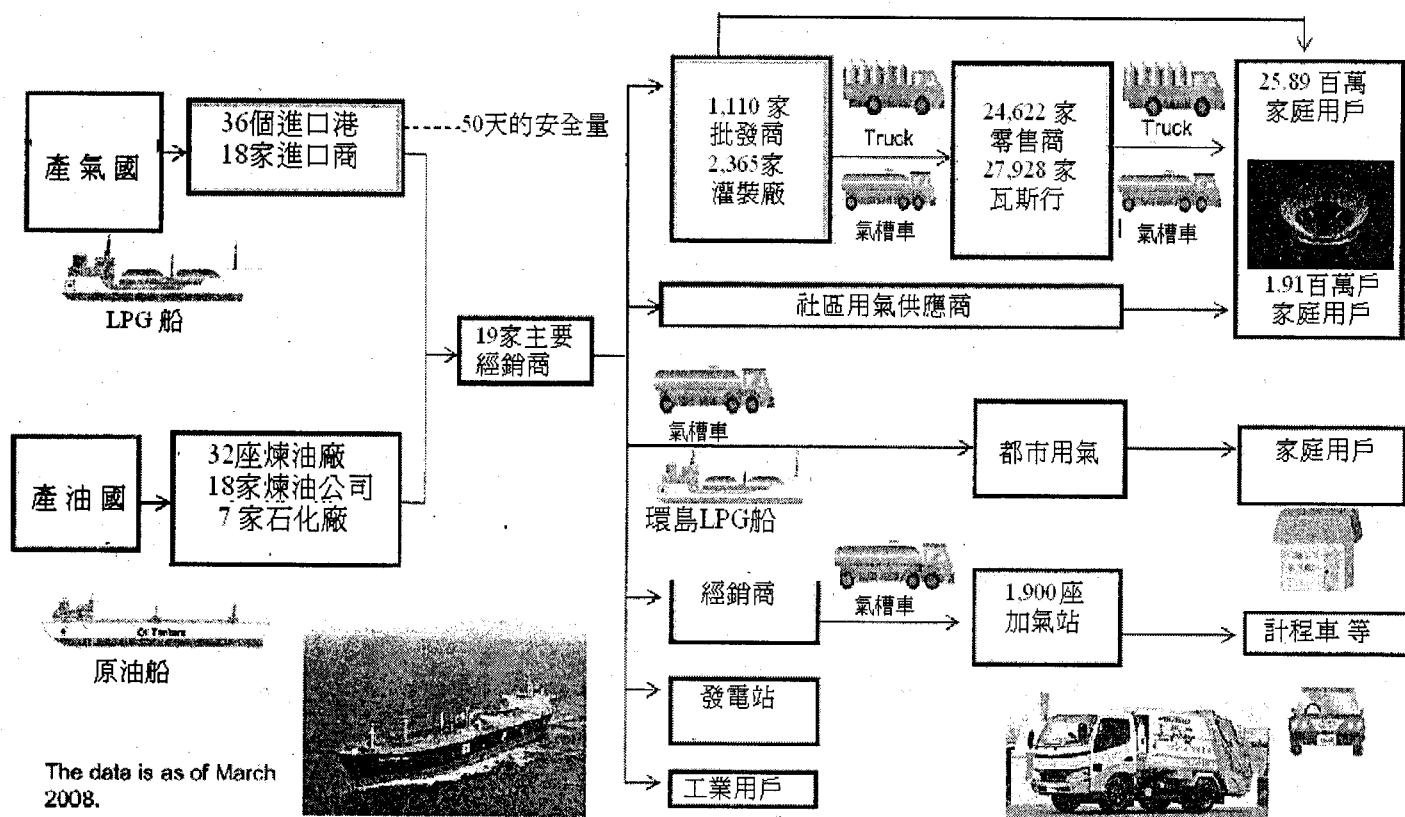 產氣國
36個進口港
18家進口商
50天的安全量
LPG 船
產油國
32座煉油廠
18家煉油公司
7 家石化廠
原油船
The data is as of March
2008.
19家主要
經銷商
1,110 家
批發商
2,365家
灌裝廠
Truck
氣槽車
24,622 家
零售商
27,928 家
瓦斯行
Truck
氣槽車
25.89 百萬
家庭用戶
1.91百萬戶
家庭用戶
社區用氣供應商
氣槽車
環島LPG船
都市用氣
家庭用戶
經銷商
氣槽車
1,900 座
加氣站
計程車 等
發電站
工業用戶